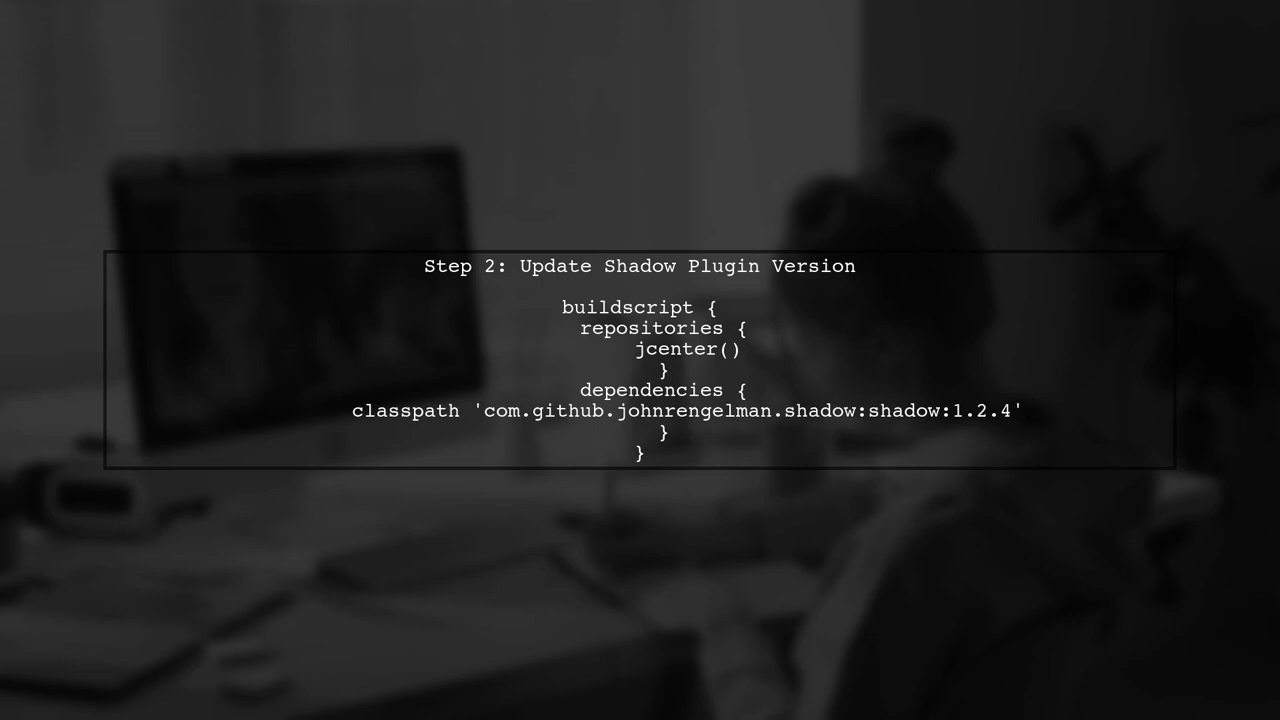 Step 2: Update Shadow Plugin Version
buildscript {
repositories {
jcenter()
}
dependencies {
classpath 'com.github.johnrengelman.shadow:shadow:1.2.4'
}
}